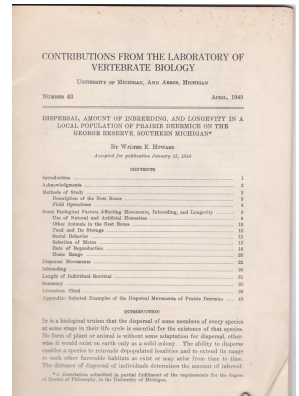 CONTRIBUTIONS FROM THE LABORATORY OF
VERTEBRATE BIOLOGY
UNIVERSITY OF MICHIGAN, ANN ARBOR, MICHIGAN
NUMBER 43 APRIL, 1949
DISPERSAL, AMOUNT OF INBREEDING, AND LONGEVITY IN A
LOCAL POPULATION OF PRAIRIE DEERMICE ON THE
GEORGE RESERVE, SOUTHERN MICHIGAN*
BY WALTER E. HOWARD
Accepted for publication January 15, 1948
CONTENTS
Introduction 1
Acknowledgments 2
Methods of Study 2
Description of the Nest Boxes 3
Field Operations 4
Some Ecological Factors Affecting Movements, Inbreeding, and Longevity
Use of Natural and Artificial Homesites
Other Animals in the Nest Boxes
Food and Its Storage
Social Behavior
Selection of Mates
Rate of Reproduction
Home Range
Dispersal Movements
Inbreeding
Length of Individual Survival
Summary
Literature Cited
Appendix: Selected Examples of the Dispersal Movements of Prairie Deermice
INTRODUCTION
IT is a biological truism that the dispersal of some members of every species
at some stage in their life cycle is essential for the existence of that species.
No form of plant or animal is without some adaptation for dispersal, other-
wise it would exist on earth only as a solid colony. The ability to disperse
enables a species to reinvade depopulated localities and to extend its range
to such other favorable habitats as exist or may arise from time to time.
The distance of dispersal of individuals determines the amount of inbreed-
* A dissertation submitted in partial fulfillment of the requirements for the degree
of Doctor of Philosophy, in the University of Michigan.